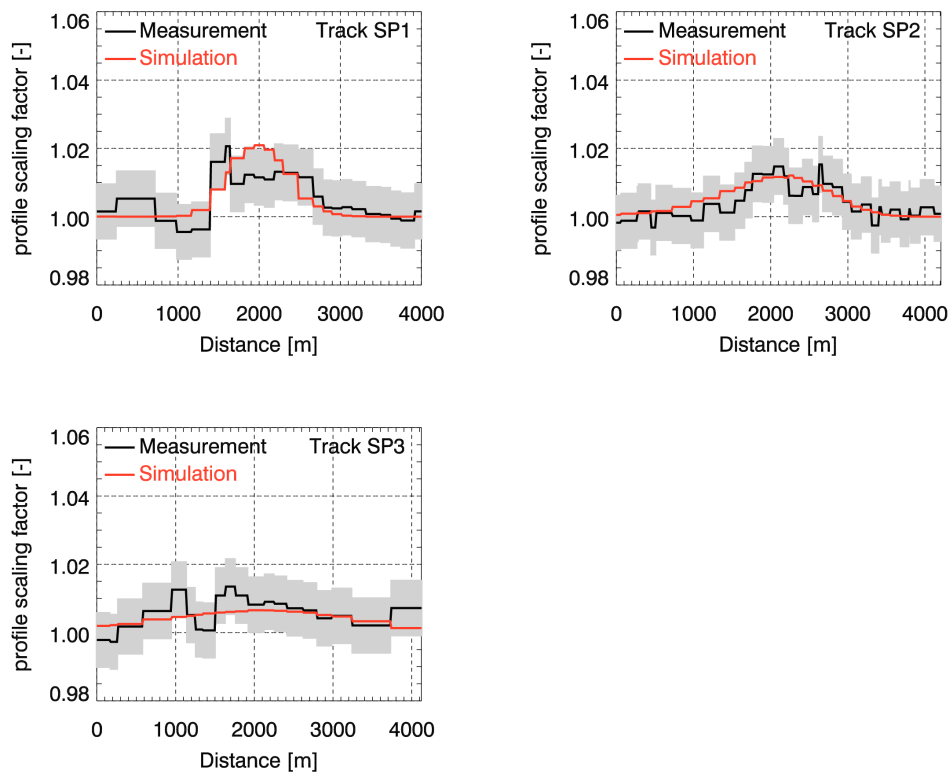 1.06
Measurement Track SP1
Simulation
1.04
1.02
1.00
0.98
profile scaling factor [-]
0 1000 2000 3000 4000
Distance [m]
1.06
Measurement Track SP2
Simulation
1.04
1.02
1.00
0.98
profile scaling factor [-]
0 1000 2000 3000 4000
Distance [m]
1.06
Measurement Track SP3
Simulation
1.04
1.02
1.00
0.98
profile scaling factor [-]
0 1000 2000 3000 4000
Distance [m]